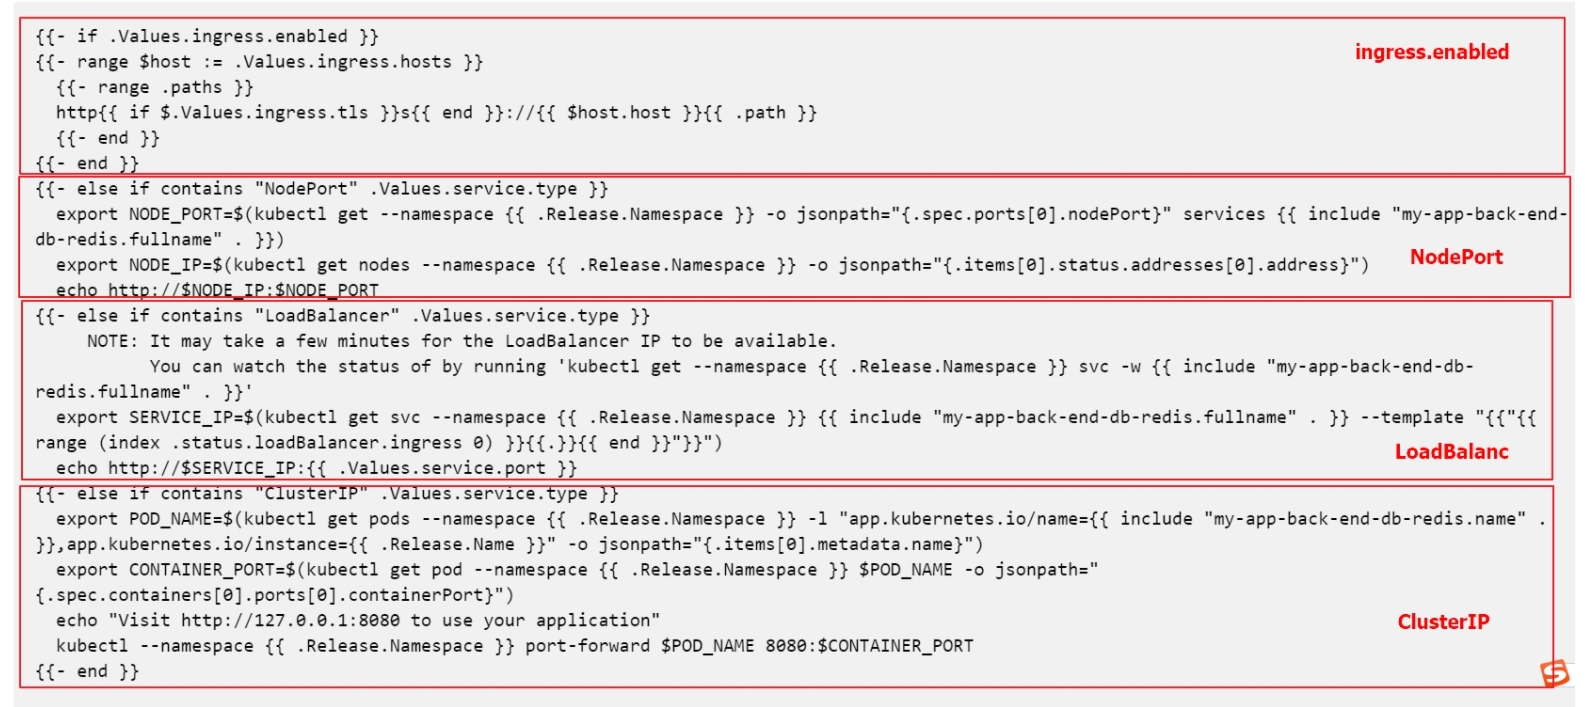 {{- if .Values.ingress.enabled }}
ingress.enabled
{{- range $host := .Values.ingress.hosts }}
  {{- range .paths }}
  http{{ if $.Values.ingress.tls }}s{{ end }}://{{ $host.host }}{{ .path }}
  {{- end }}
{{- end }}
{{- else if contains "NodePort" .Values.service.type }}
  export NODE_PORT=$(kubectl get --namespace {{ .Release.Namespace }} -o jsonpath="{.spec.ports[0].nodePort}" services {{ include "my-app-back-end-
db-redis.fullname" . }})
  export NODE_IP=$(kubectl get nodes --namespace {{ .Release.Namespace }} -o jsonpath="{.items[0].status.addresses[0].address}")
NodePort
  echo http://$NODE_IP:$NODE_PORT
{{- else if contains "LoadBalancer" .Values.service.type }}
     NOTE: It may take a few minutes for the LoadBalancer IP to be available.
           You can watch the status of by running 'kubectl get --namespace {{ .Release.Namespace }} svc -w {{ include "my-app-back-end-db-
redis.fullname" . }}'
  export SERVICE_IP=$(kubectl get svc --namespace {{ .Release.Namespace }} {{ include "my-app-back-end-db-redis.fullname" . }} --template "{{"{{
range (index .status.loadBalancer.ingress 0) }}{{.}}{{ end }}"}}")
LoadBalanc
  echo http://$SERVICE_IP:{{ .Values.service.port }}
{{- else if contains "ClusterIP" .Values.service.type }}
  export POD_NAME=$(kubectl get pods --namespace {{ .Release.Namespace }} -l "app.kubernetes.io/name={{ include "my-app-back-end-db-redis.name" .
}},app.kubernetes.io/instance={{ .Release.Name }}" -o jsonpath="{.items[0].metadata.name}")
  export CONTAINER_PORT=$(kubectl get pod --namespace {{ .Release.Namespace }} $POD_NAME -o jsonpath="
{.spec.containers[0].ports[0].containerPort}")
  echo "Visit http://127.0.0.1:8080 to use your application"
ClusterIP
  kubectl --namespace {{ .Release.Namespace }} port-forward $POD_NAME 8080:$CONTAINER_PORT
{{- end }}